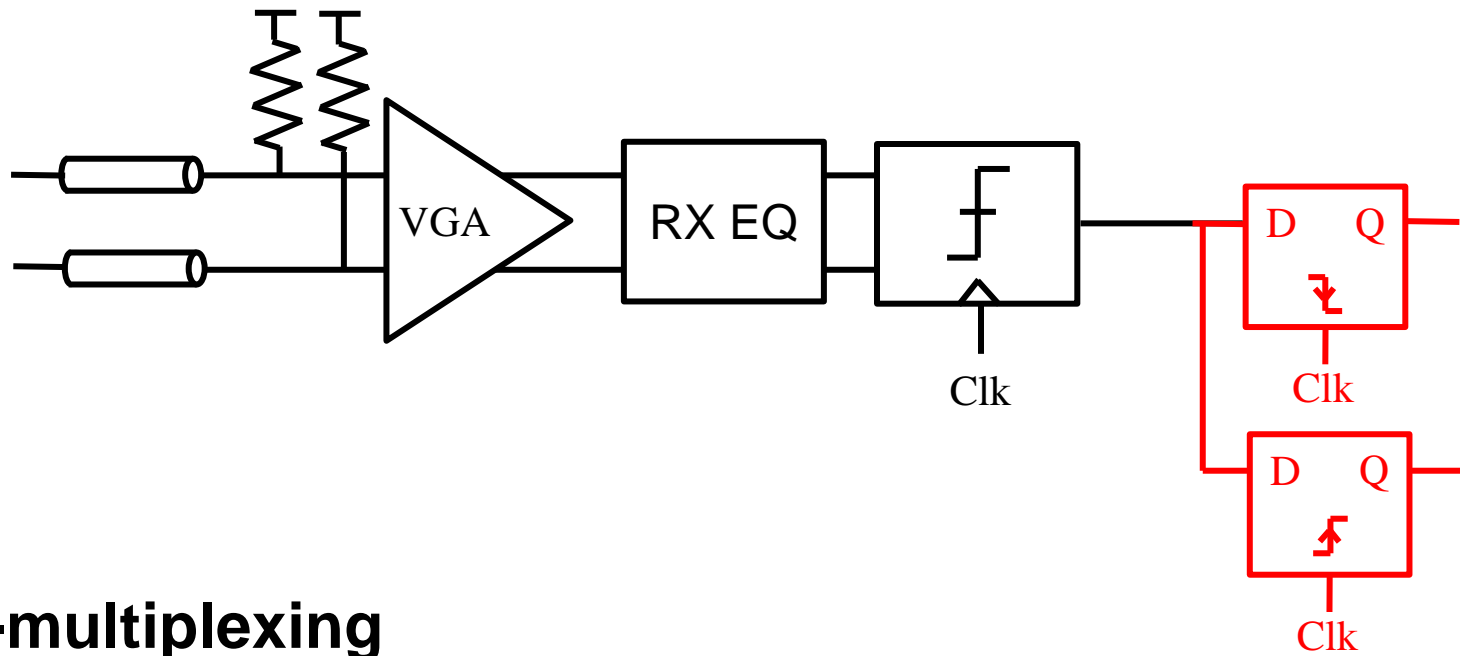 VGA
RX EQ
D Q
Clk
Clk
D Q
Clk
-multiplexing